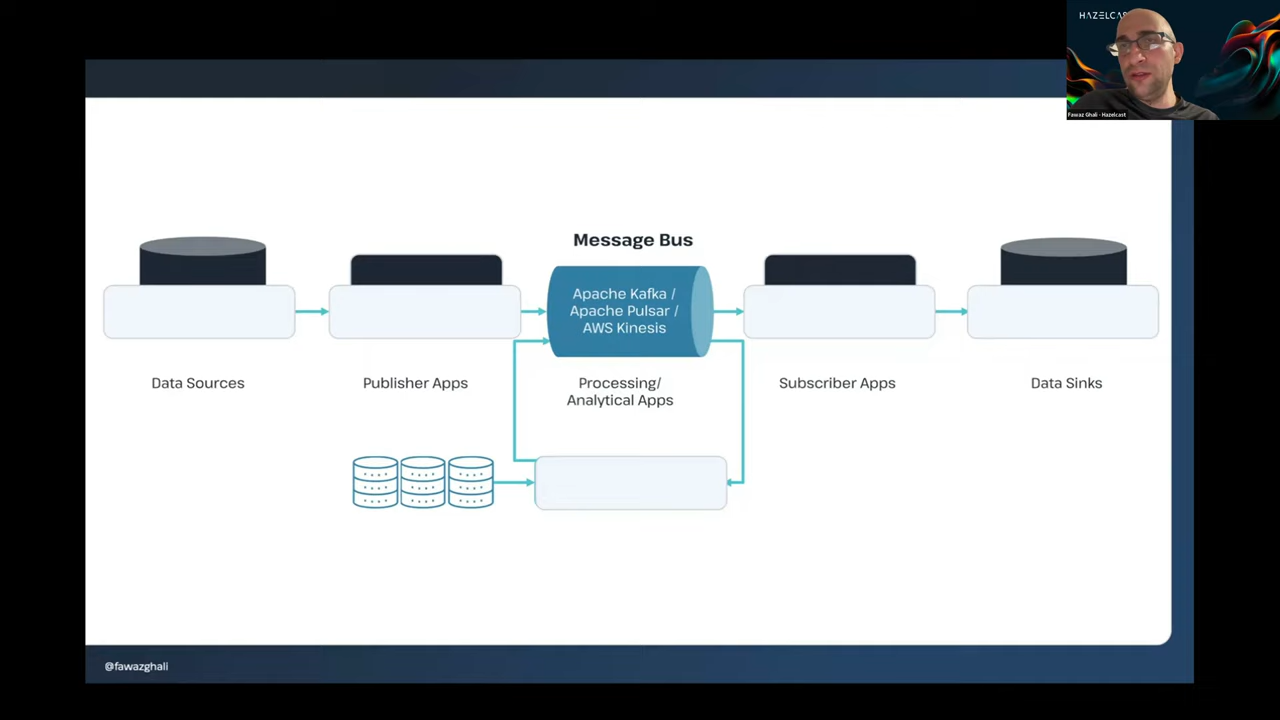 HAZELCAS
Fawaz Ghali - Hazelcast
Message Bus
Apache Kafka /
Apache Pulsar /
AWS Kinesis
Data Sources
Publisher Apps
Processing/
Analytical Apps
Subscriber Apps
Data Sinks
@fawazghali